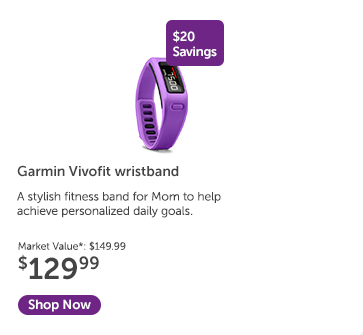 $20
Savings
Garmin Vivofit wristband
A stylish fitness band for Mom to help
achieve personalized daily goals.
Market Value*: $149.99
$129.99
Shop Now